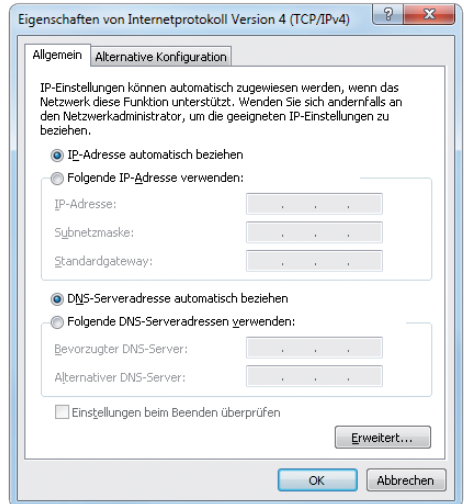 Eigenschaften von Internetprotokoll Version 4 (TCP/IPv4)
Allgemein
Alternative Konfiguration
IP-Einstellungen können automatisch zugewiesen werden, wenn das
Netzwerk diese Funktion unterstützt. Wenden Sie sich andernfalls an
den Netzwerkadministrator, um die geeigneten IP-Einstellungen zu
beziehen.
IP-Adresse automatisch beziehen
Folgende IP-Adresse verwenden:
IP-Adresse:
Subnetzmaske:
Standardgateway:
DNS-Serveradresse automatisch beziehen
Folgende DNS-Serveradressen verwenden:
Bevorzugter DNS-Server:
Alternativer DNS-Server:
Einstellungen beim Beenden überprüfen
Erweitert...
OK
Abbrechen